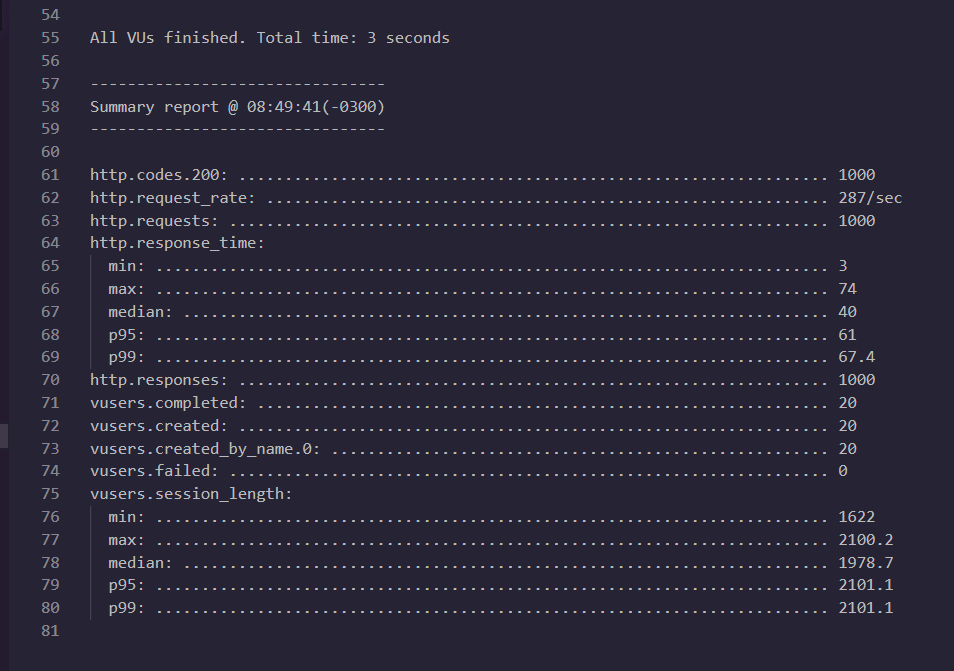 54
55 All VUs finished. Total time: 3 seconds
56
57 --------------------------------
58 Summary report @ 08:49:41(-0300)
59 --------------------------------
60
61 http.codes.200: ................................................................ 1000
62 http.request_rate: ............................................................. 287/sec
63 http.requests: ................................................................. 1000
64 http.response_time:
65 min: ......................................................................... 3
66 max: ......................................................................... 74
67 median: ...................................................................... 40
68 p95: ......................................................................... 61
69 p99: ......................................................................... 67.4
70 http.responses: ................................................................ 1000
71 vusers.completed: .............................................................. 20
72 vusers.created: ................................................................ 20
73 vusers.created_by_name.0: ...................................................... 20
74 vusers.failed: ................................................................. 0
75 vusers.session_length:
76 min: ......................................................................... 1622
77 max: ......................................................................... 2100.2
78 median: ...................................................................... 1978.7
79 p95: ......................................................................... 2101.1
80 p99: ......................................................................... 2101.1
81